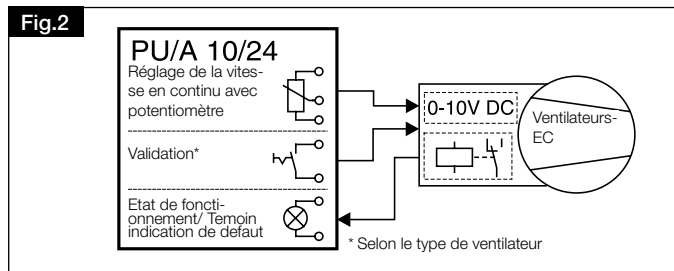 Fig.2
PU/A 10/24
Réglage de la vites-
se en continu avec
potentiomètre
Validation*
Etat de foncti-
onnement/ Temoin
indication de defaut
0-10V DC
Ventilateurs-
EC
* Selon le type de ventilateur